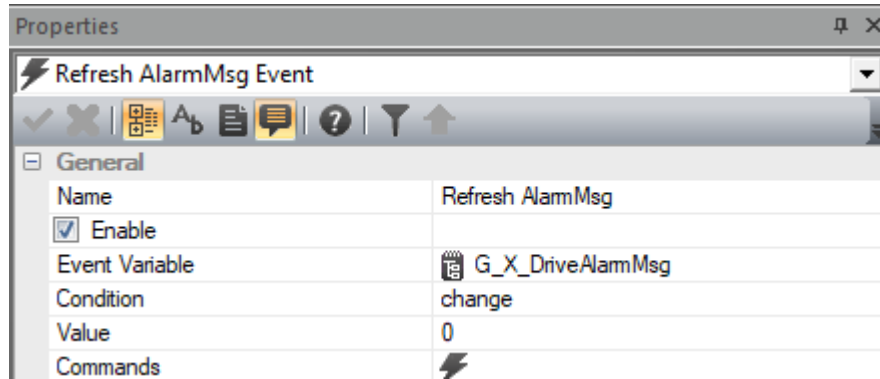 Properties
Refresh AlarmMsg Event
General
Name Refresh AlarmMsg
Enable
Event Variable G_X_DriveAlarmMsg
Condition change
Value 0
Commands